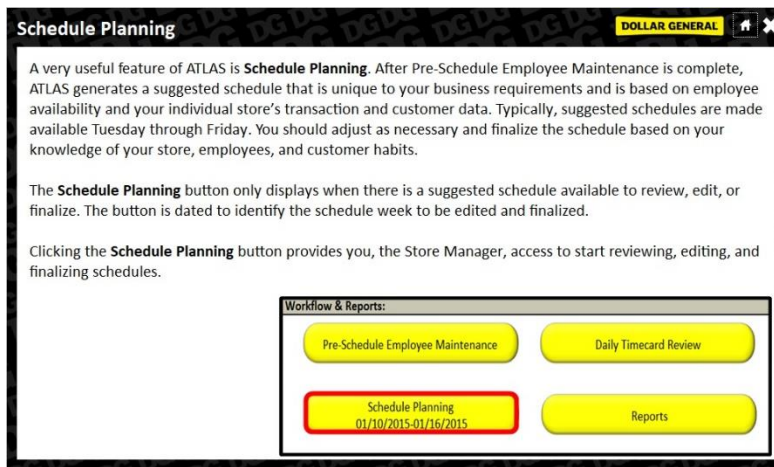 Schedule Planning
DOLLAR GENERAL
A very useful feature of ATLAS is Schedule Planning. After Pre-Schedule Employee Maintenance is complete,
ATLAS generates a suggested schedule that is unique to your business requirements and is based on employee
availability and your individual store's transaction and customer data. Typically, suggested schedules are made
available Tuesday through Friday. You should adjust as necessary and finalize the schedule based on your
knowledge of your store, employees, and customer habits.
The Schedule Planning button only displays when there is a suggested schedule available to review, edit, or
finalize. The button is dated to identify the schedule week to be edited and finalized.
Clicking the Schedule Planning button provides you, the Store Manager, access to start reviewing, editing, and
finalizing schedules.
Workflow & Reports:
Pre-Schedule Employee Maintenance
Daily Timecard Review
Schedule Planning
01/10/2015-01/16/2015
Reports